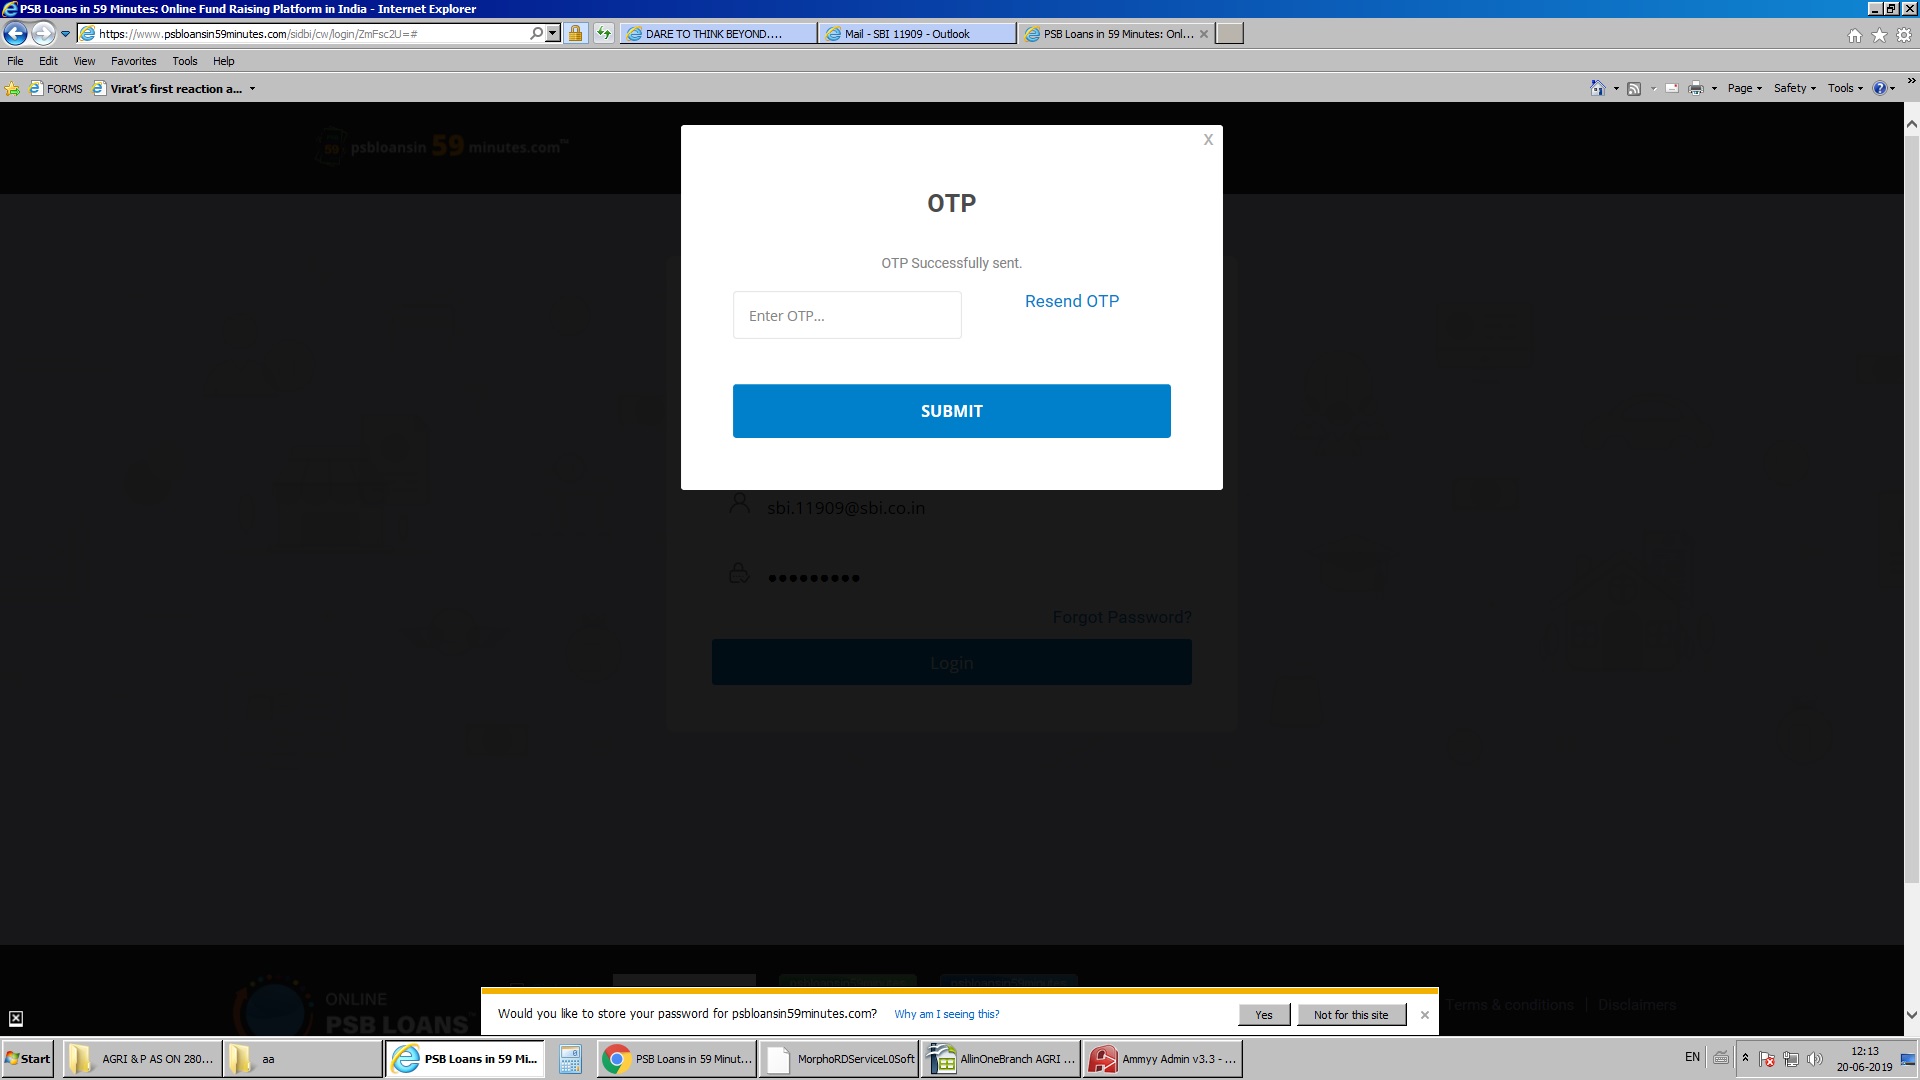 PSB Loans in 59 Minutes: Online Fund Raising Platform in India - Internet Explorer
https://www.psbloansin59minutes.com/sidbi/cw/login/ZmFsc2U=#
DARE TO THINK BEYOND....
Mail - SBI 11909 - Outlook
PSB Loans in 59 Minutes: Onl...
File Edit View Favorites Tools Help
FORMS
Virat's first reaction a...
Page
Safety
Tools
psbloansin 59 minutes.com™
X
OTP
OTP Successfully sent.
Enter OTP...
Resend OTP
SUBMIT
sbi.11909@sbi.co.in
Forgot Password?
Login
ONLINE
PSB LOANS™
Terms & conditions | Disclaimers
Would you like to store your password for psbloansin59minutes.com?
Why am I seeing this?
Yes
Not for this site
Start
AGRI & P AS ON 280...
aa
PSB Loans in 59 Mi...
PSB Loans in 59 Minut...
MorphoRDServiceL0Soft
AllinOneBranch AGRI ...
Ammyy Admin v3.3 - ...
EN
12:13
20-06-2019